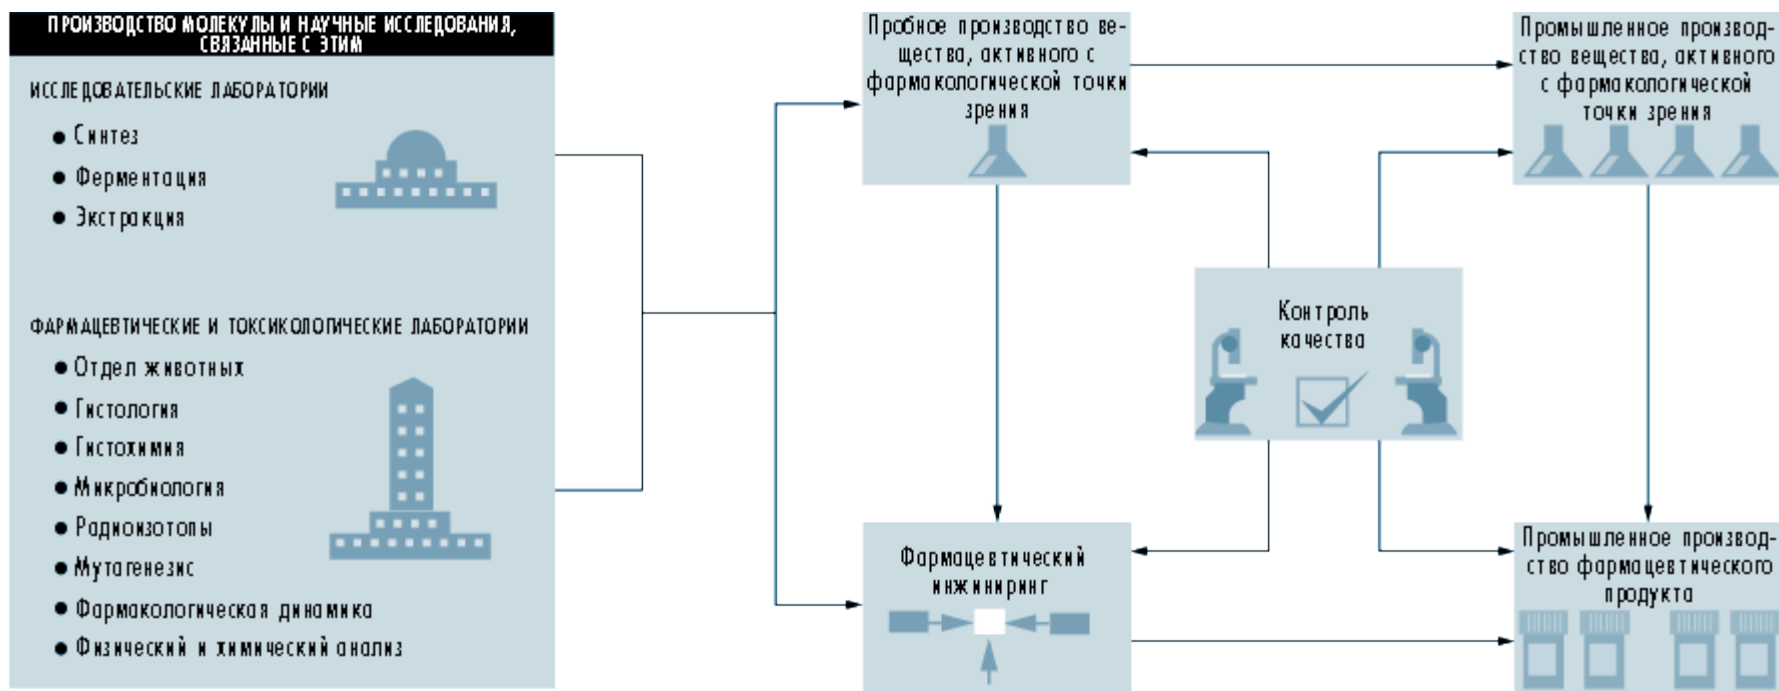 ПРОИЗВОДСТВО МОЛЕКУЛЫ И НАУЧНЫЕ ИССЛЕДОВАНИЯ,
СВЯЗАННЫЕ С ЭТИМ
ИССЛЕДОВАТЕЛЬСКИЕ ЛАБОРАТОРИИ
● Синтез
● Ферментация
● Экстракция
ФАРМАЦЕВТИЧЕСКИЕ И ТОКСИКОЛОГИЧЕСКИЕ ЛАБОРАТОРИИ
● Отдел животных
● Гистология
● Гистохимия
● Микробиология
● Радиоизотопы
● Мутагенезис
● Фармакологическая динамика
● Физический и химический анализ
Пробное производство ве-
щества, активного с
фармакологической точки
зрения
Промышленное производ-
ство вещества, активного
с фармакологической
точки зрения
Контроль
качества
Фармацевтический
инжиниринг
Промышленное производ-
ство фармацевтического
продукта